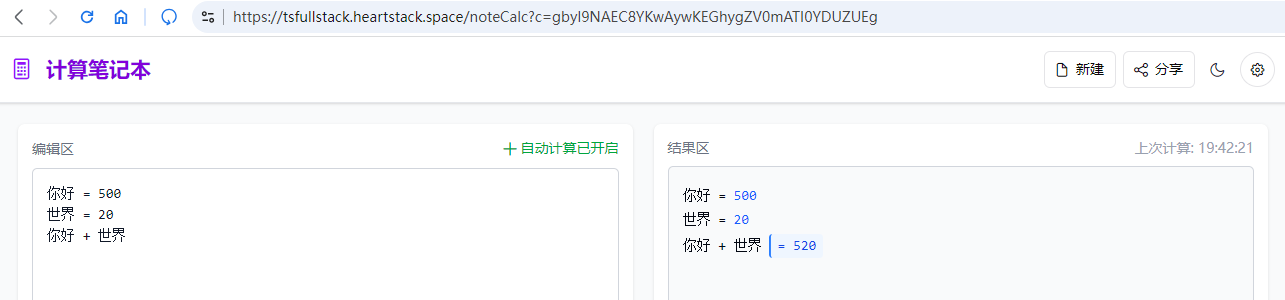 https://tsfullstack.heartstack.space/noteCalc?c=gbyI9NAEC8YKwAywKEGhygZV0mATI0YDUZUEg
计算笔记本
新建
分享
编辑区
自动计算已开启
你好 = 500
世界 = 20
你好 + 世界
结果区
上次计算: 19:42:21
你好 = 500
世界 = 20
你好 + 世界 = 520